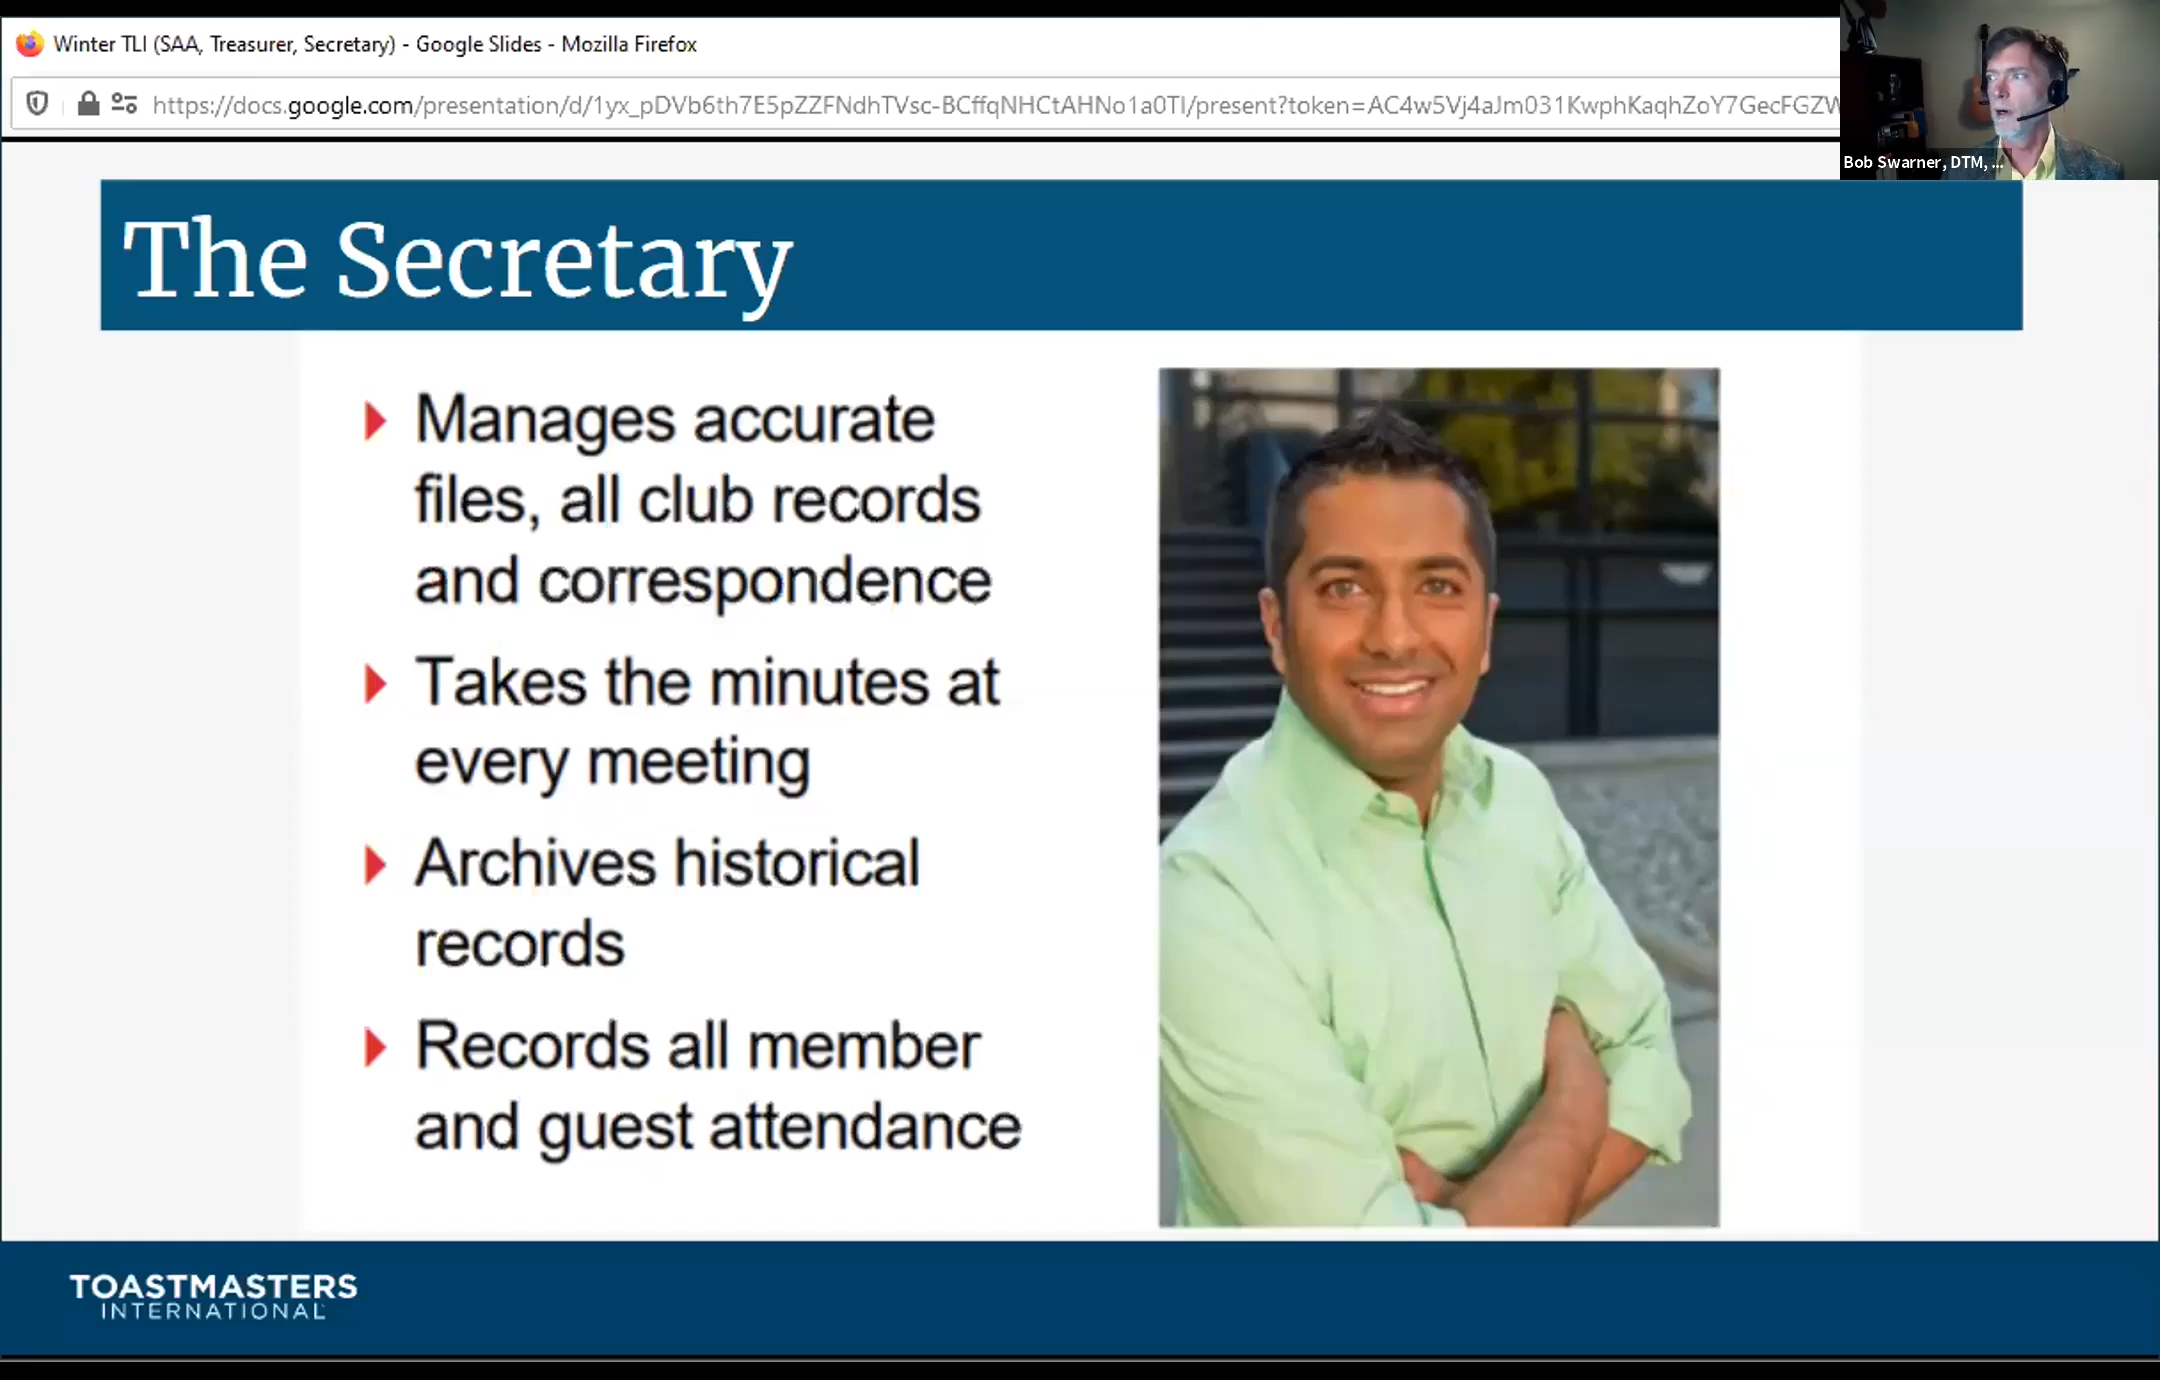 Winter TLI (SAA, Treasurer, Secretary) - Google Slides - Mozilla Firefox
https://docs.google.com/presentation/d/1yx_pDVb6th7E5pZZFNdhTVsc-BCffqNHCtAHNo1a0TI/present?token=AC4w5Vj4aJm031KwphKaqhZoY7GecFGZW
Bob Swarner, DTM, ...
The Secretary
Manages accurate
files, all club records
and correspondence
Takes the minutes at
every meeting
Archives historical
records
Records all member
and guest attendance
TOASTMASTERS
INTERNATIONAL